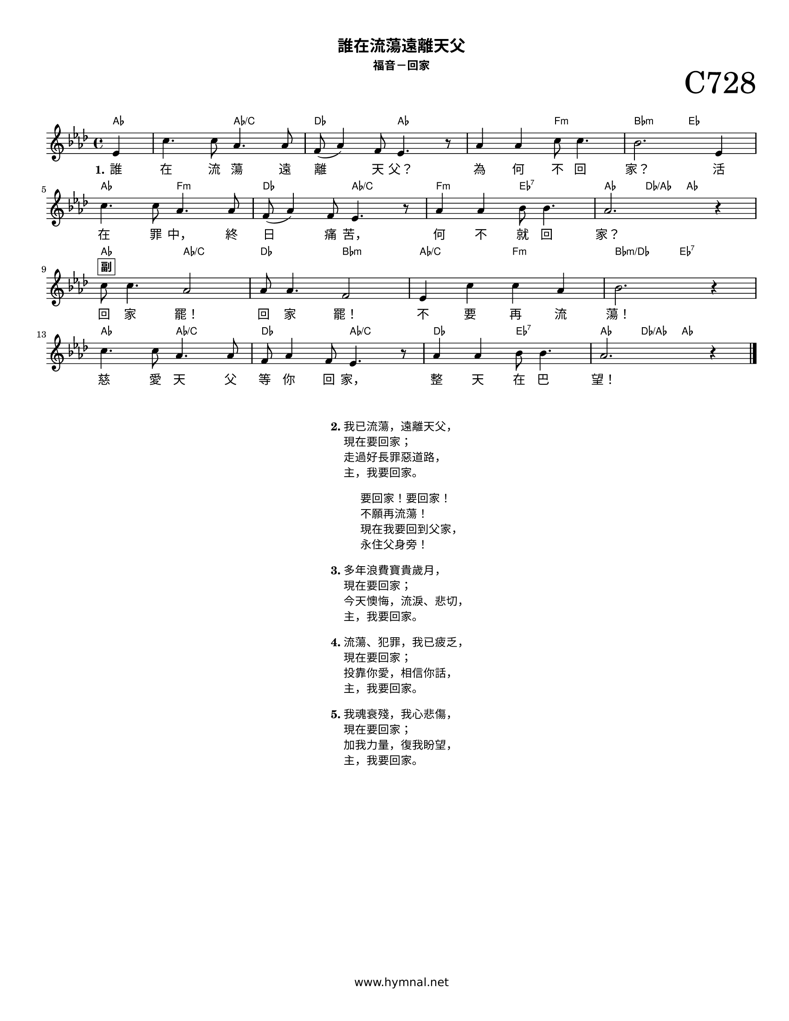 誰在流蕩遠離天父
福音－回家
C728
A♭ A♭/C D♭ A♭ Fm B♭m E♭
1. 誰 在 流 蕩 遠 離 天 父？ 為 何 不 回 家？ 活
5 A♭ Fm D♭ A♭/C Fm E♭7 A♭ D♭/A♭ A♭
在 罪 中， 終 日 痛 苦， 何 不 就 回 家？
9 A♭ A♭/C D♭ B♭m A♭/C Fm B♭m/D♭ E♭7
副
回 家 罷！ 回 家 罷！ 不 要 再 流 蕩！
13 A♭ A♭/C D♭ A♭/C D♭ E♭7 A♭ D♭/A♭ A♭
慈 愛 天 父 等 你 回 家， 整 天 在 巴 望！
2. 我已流蕩，遠離天父，
現在要回家；
走過好長罪惡道路，
主，我要回家。
要回家！要回家！
不願再流蕩！
現在我要回到父家，
永住父身旁！
3. 多年浪費寶貴歲月，
現在要回家；
今天懊悔，流淚、悲切，
主，我要回家。
4. 流蕩、犯罪，我已疲乏，
現在要回家；
投靠你愛，相信你話，
主，我要回家。
5. 我魂衰殘，我心悲傷，
現在要回家；
加我力量，復我盼望，
主，我要回家。
www.hymnal.net